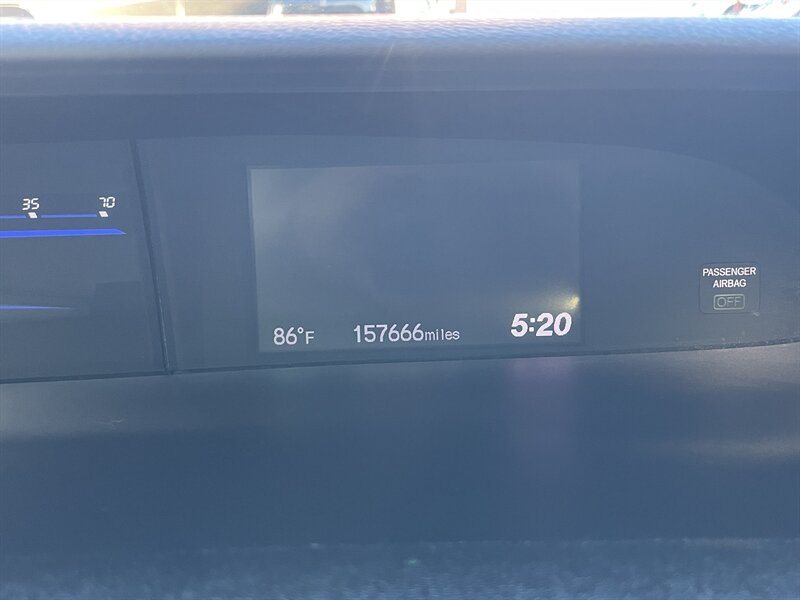 35 70
PASSENGER
AIRBAG
OFF
86°F 157666miles 5:20